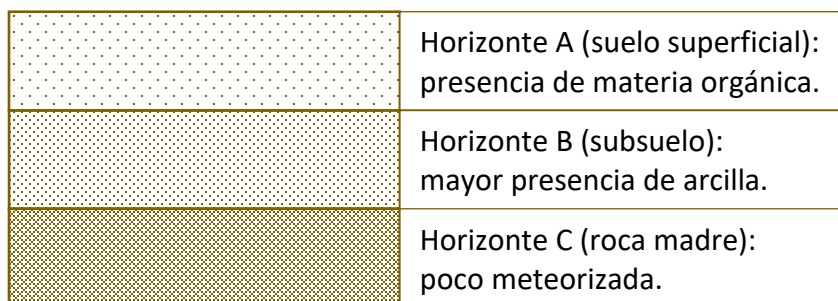 Horizonte A (suelo superficial):
presencia de materia orgánica.
Horizonte B (subsuelo):
mayor presencia de arcilla.
Horizonte C (roca madre):
poco meteorizada.